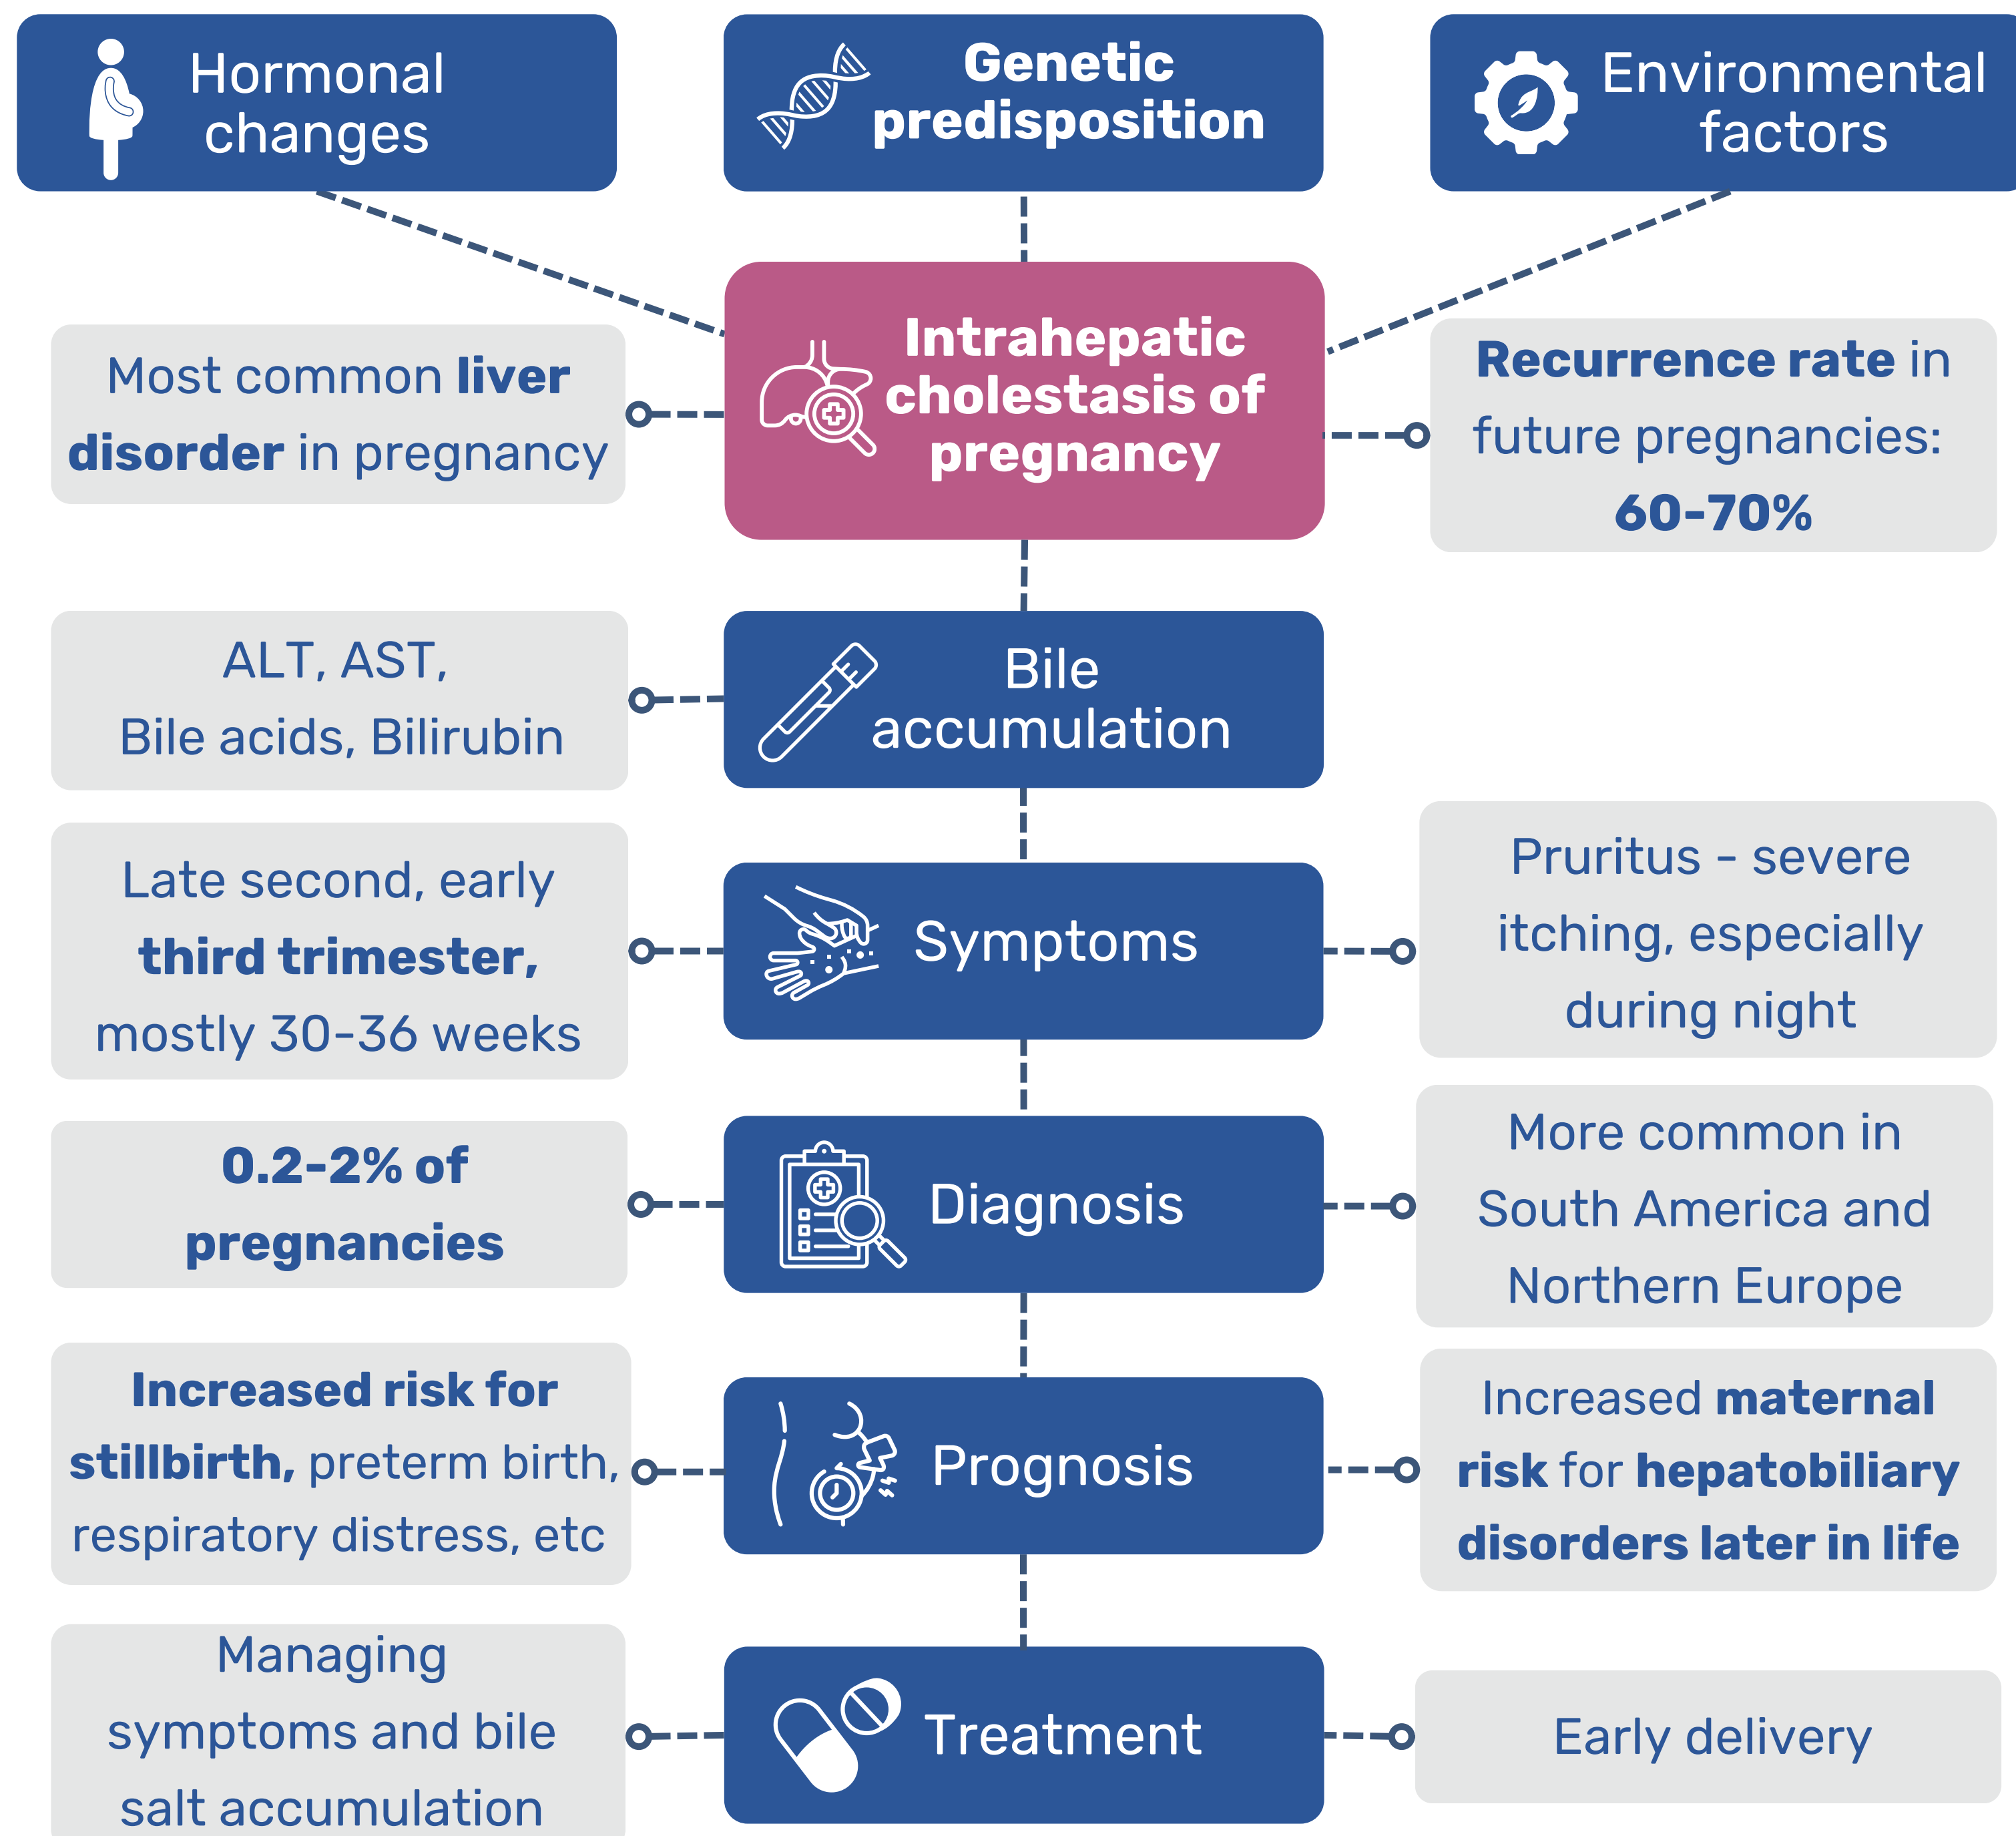 Hormonal
changes
Genetic
predisposition
Environmental
factors
Most common liver
disorder in pregnancy
Intrahepatic
cholestasis of
pregnancy
Recurrence rate in
future pregnancies:
60-70%
ALT, AST,
Bile acids, Bilirubin
Bile
accumulation
Late second, early
third trimester,
mostly 30-36 weeks
Symptoms
Pruritus - severe
itching, especially
during night
0.2-2% of
pregnancies
Diagnosis
More common in
South America and
Northern Europe
Increased risk for
stillbirth, preterm birth,
respiratory distress, etc
Prognosis
Increased maternal
risk for hepatobiliary
disorders later in life
Managing
symptoms and bile
salt accumulation
Treatment
Early delivery